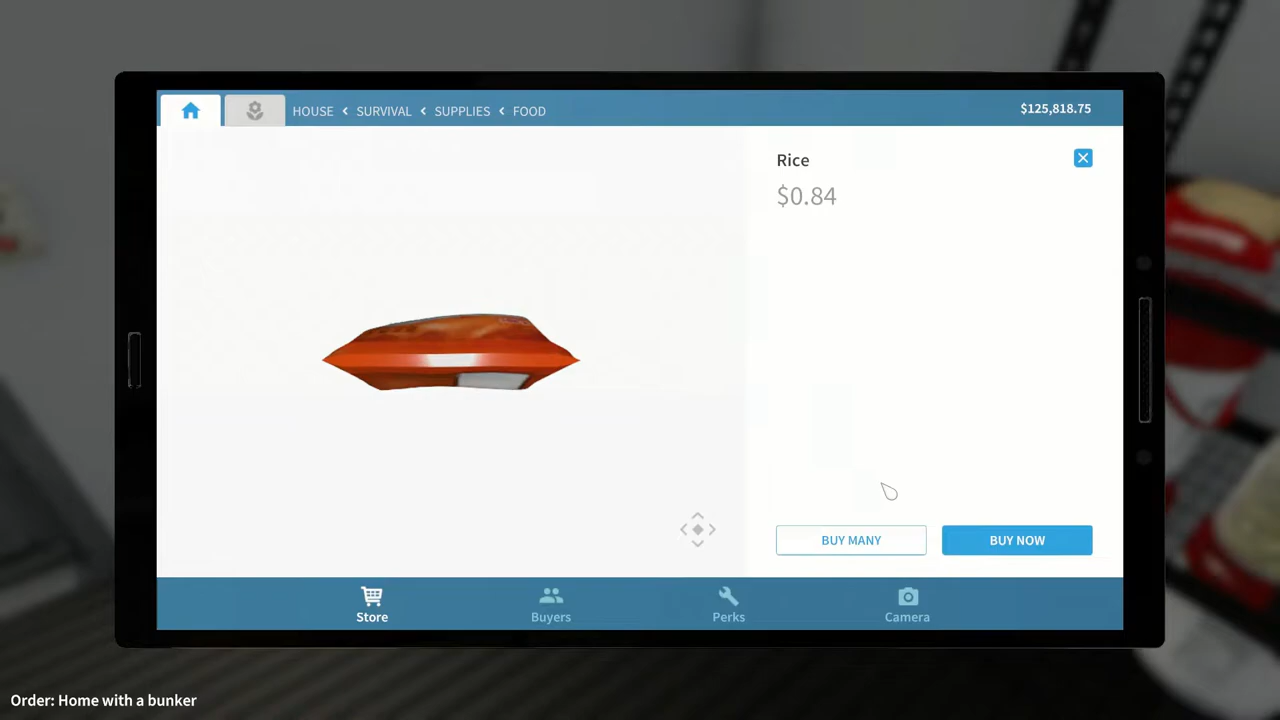 HOUSE < SURVIVAL < SUPPLIES < FOOD
$125,818.75
Rice
$0.84
BUY MANY
BUY NOW
Store
Buyers
Perks
Camera
Order: Home with a bunker